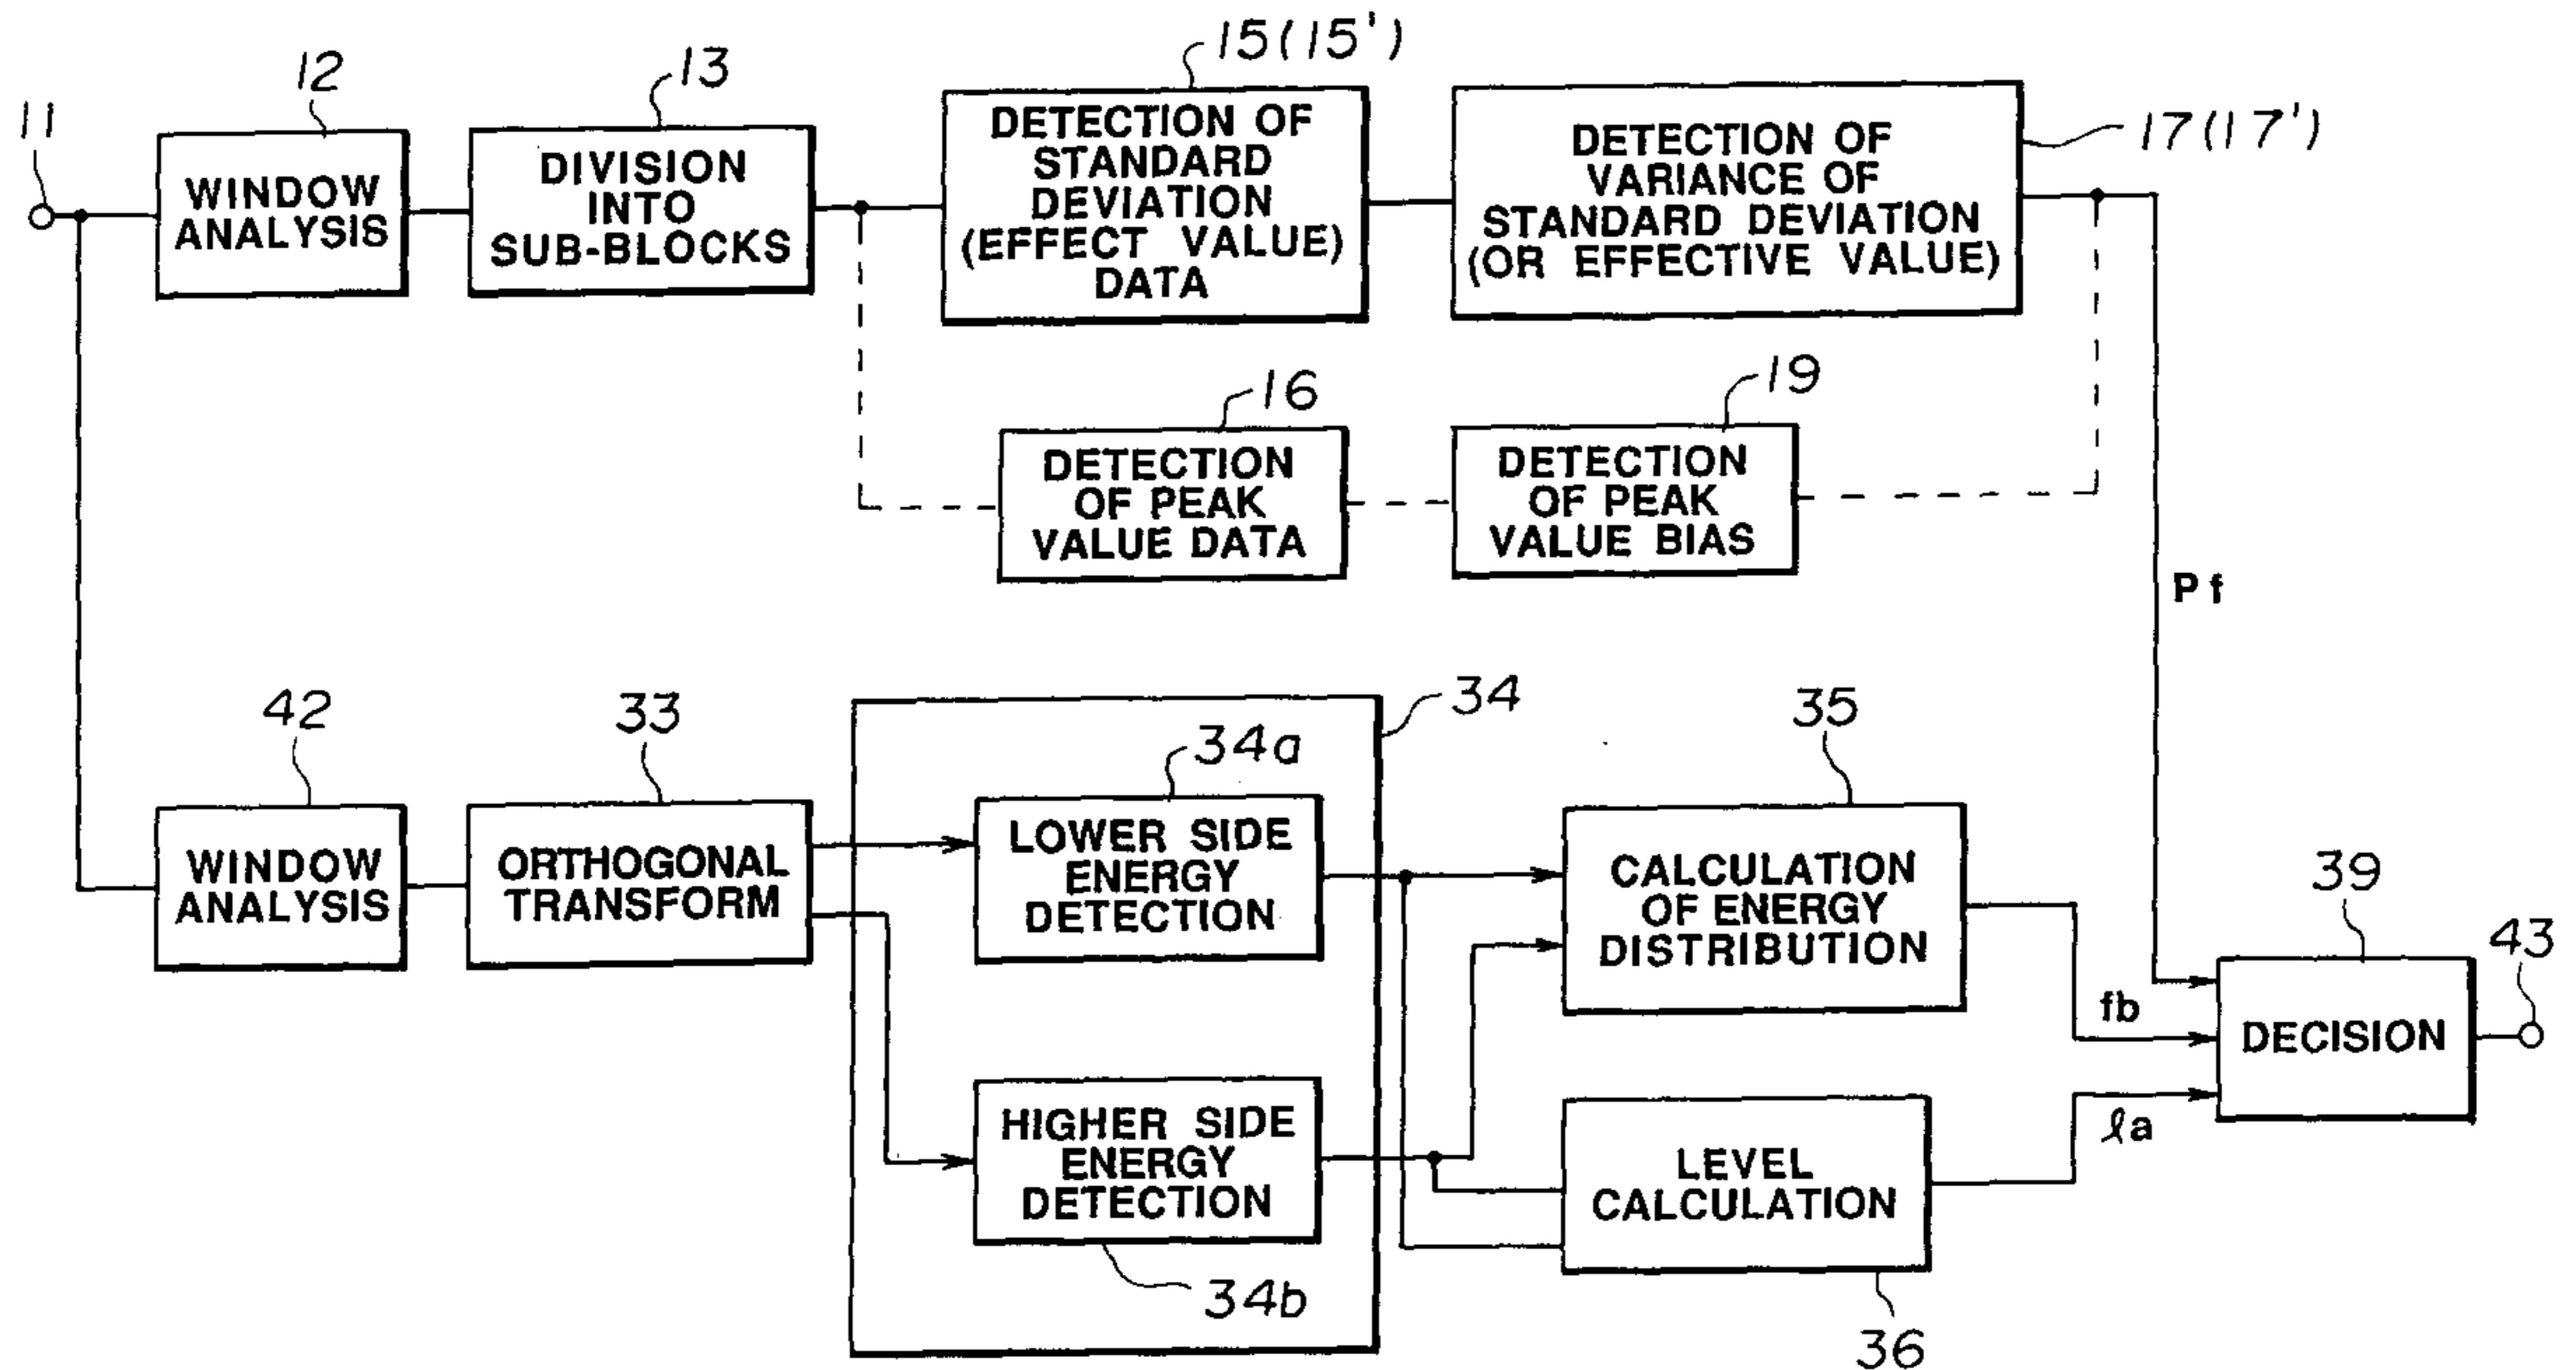 11
12
WINDOW
ANALYSIS
13
DIVISION
INTO
SUB-BLOCKS
15(15')
DETECTION OF
STANDARD
DEVIATION
(EFFECT VALUE)
DATA
17(17')
DETECTION OF
VARIANCE OF
STANDARD DEVIATION
(OR EFFECTIVE VALUE)
16
DETECTION
OF PEAK
VALUE DATA
19
DETECTION
OF PEAK
VALUE BIAS
Pf
42
WINDOW
ANALYSIS
33
ORTHOGONAL
TRANSFORM
34
34a
LOWER SIDE
ENERGY
DETECTION
HIGHER SIDE
ENERGY
DETECTION
34b
35
CALCULATION
OF ENERGY
DISTRIBUTION
LEVEL
CALCULATION
36
fb
ℓa
39
DECISION
43